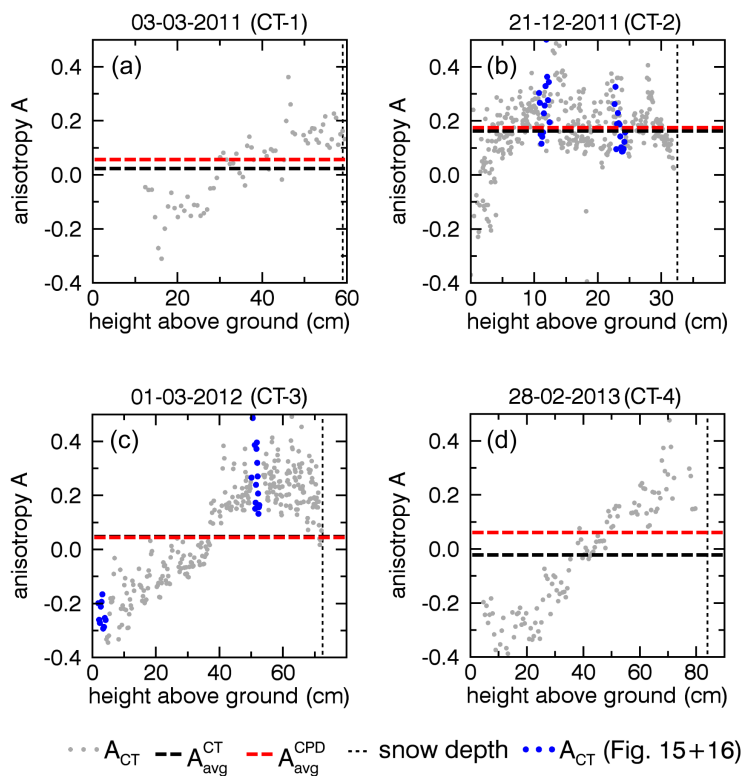 03-03-2011 (CT-1)
(a)
anisotropy A
0.4
0.2
0.0
-0.2
-0.4
0 20 40 60
height above ground (cm)
21-12-2011 (CT-2)
(b)
anisotropy A
0.4
0.2
0.0
-0.2
-0.4
0 10 20 30
height above ground (cm)
01-03-2012 (CT-3)
(c)
anisotropy A
0.4
0.2
0.0
-0.2
-0.4
0 20 40 60 80
height above ground (cm)
28-02-2013 (CT-4)
(d)
anisotropy A
0.4
0.2
0.0
-0.2
-0.4
0 20 40 60 80
height above ground (cm)
A_CT A_avg^CT A_avg^CPD snow depth A_CT (Fig. 15+16)